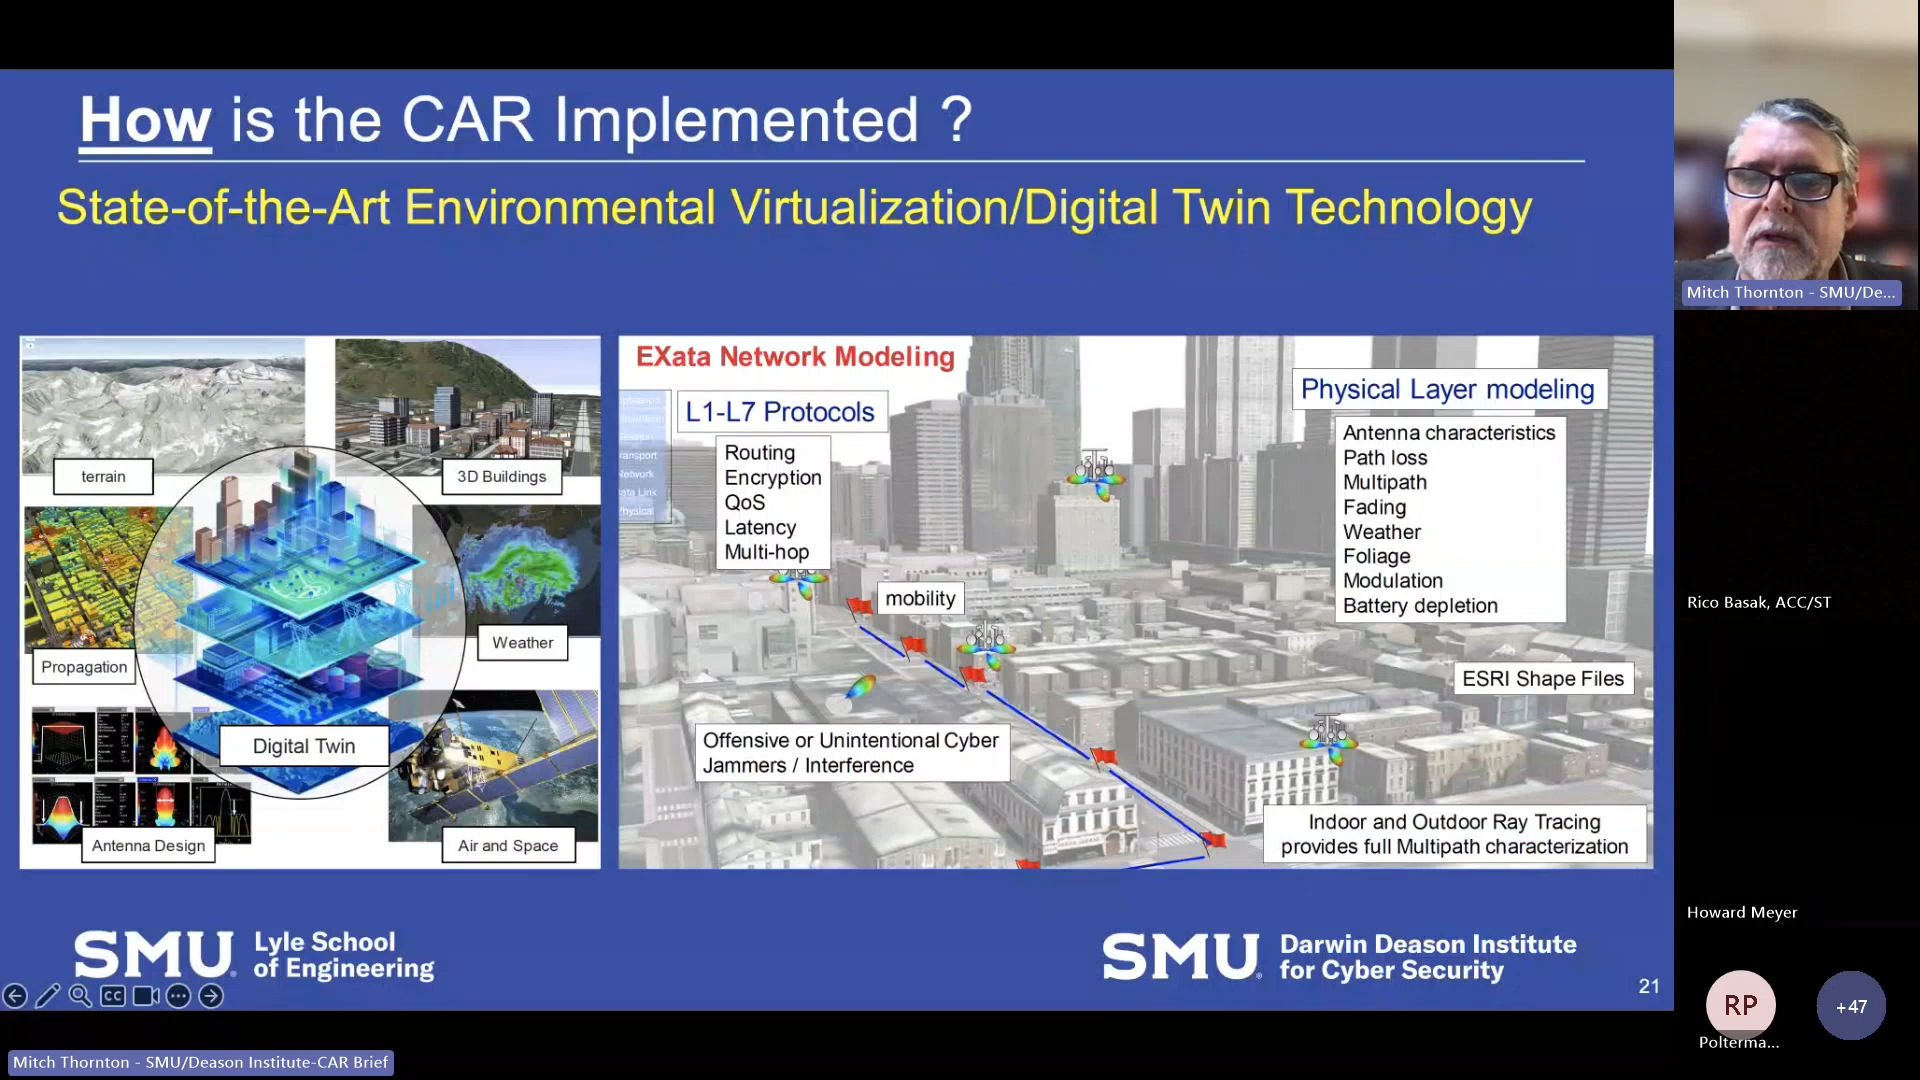 How is the CAR Implemented ?
State-of-the-Art Environmental Virtualization/Digital Twin Technology
terrain
3D Buildings
Propagation
Weather
Digital Twin
Antenna Design
Air and Space
EXata Network Modeling
L1-L7 Protocols
Routing
Encryption
QoS
Latency
Multi-hop
Network
Data Link
Physical
mobility
Physical Layer modeling
Antenna characteristics
Path loss
Multipath
Fading
Weather
Foliage
Modulation
Battery depletion
ESRI Shape Files
Offensive or Unintentional Cyber
Jammers / Interference
Indoor and Outdoor Ray Tracing
provides full Multipath characterization
SMU
Lyle School
of Engineering
SMU
Darwin Deason Institute
for Cyber Security
21
CC
Mitch Thornton - SMU/Deason Institute-CAR Brief
Mitch Thornton - SMU/De...
Rico Basak, ACC/ST
Howard Meyer
RP
+47
Polterma...